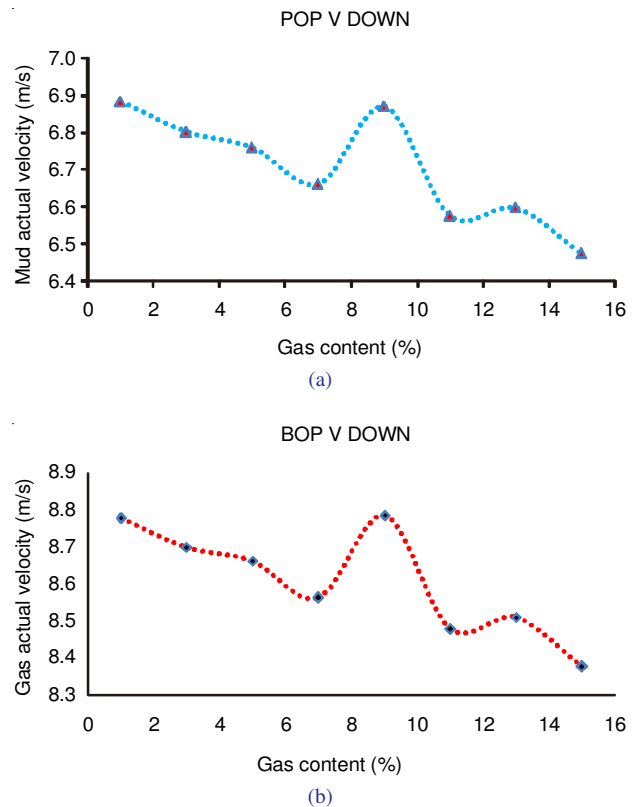 POP V DOWN
Mud actual velocity (m/s)
7.0
6.9
6.8
6.7
6.6
6.5
6.4
0 2 4 6 8 10 12 14 16
Gas content (%)
(a)
BOP V DOWN
Gas actual velocity (m/s)
8.9
8.8
8.7
8.6
8.5
8.4
8.3
0 2 4 6 8 10 12 14 16
Gas content (%)
(b)